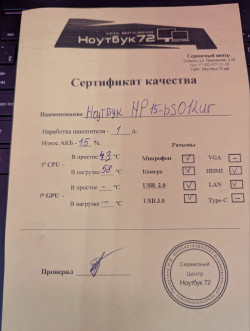 Ноутбук72
Сервисный центр
Сертификат качества
Наименование Ноутбук HP 15-bs012ur
Наработка накопителя - 1 д.
Износ АКБ - 15 %
Разъемы
t° CPU - В простое - 43 °C
В нагрузке 58 °C
t° GPU - В простое - - °C
В нагрузке - - °C
Микрофон ✓ VGA -
Камера ✓ HDMI ✓
USB 2.0 ✓ LAN ✓
USB 3.0 ✓ Type-C -
Проверил
Сервисный
Центр
Ноутбук 72